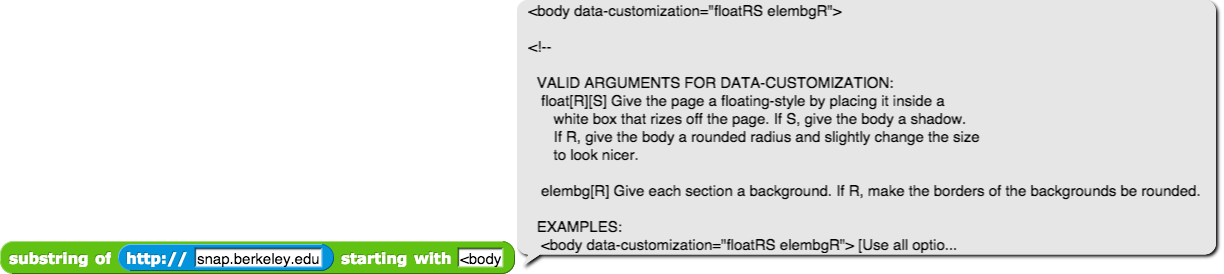 <body data-customization="floatRS elembgR">
<!--
VALID ARGUMENTS FOR DATA-CUSTOMIZATION:
float[R][S] Give the page a floating-style by placing it inside a
white box that rizes off the page. If S, give the body a shadow.
If R, give the body a rounded radius and slightly change the size
to look nicer.
elembg[R] Give each section a background. If R, make the borders of the backgrounds be rounded.
EXAMPLES:
<body data-customization="floatRS elembgR"> [Use all optio...
substring of http:// snap.berkeley.edu starting with <body